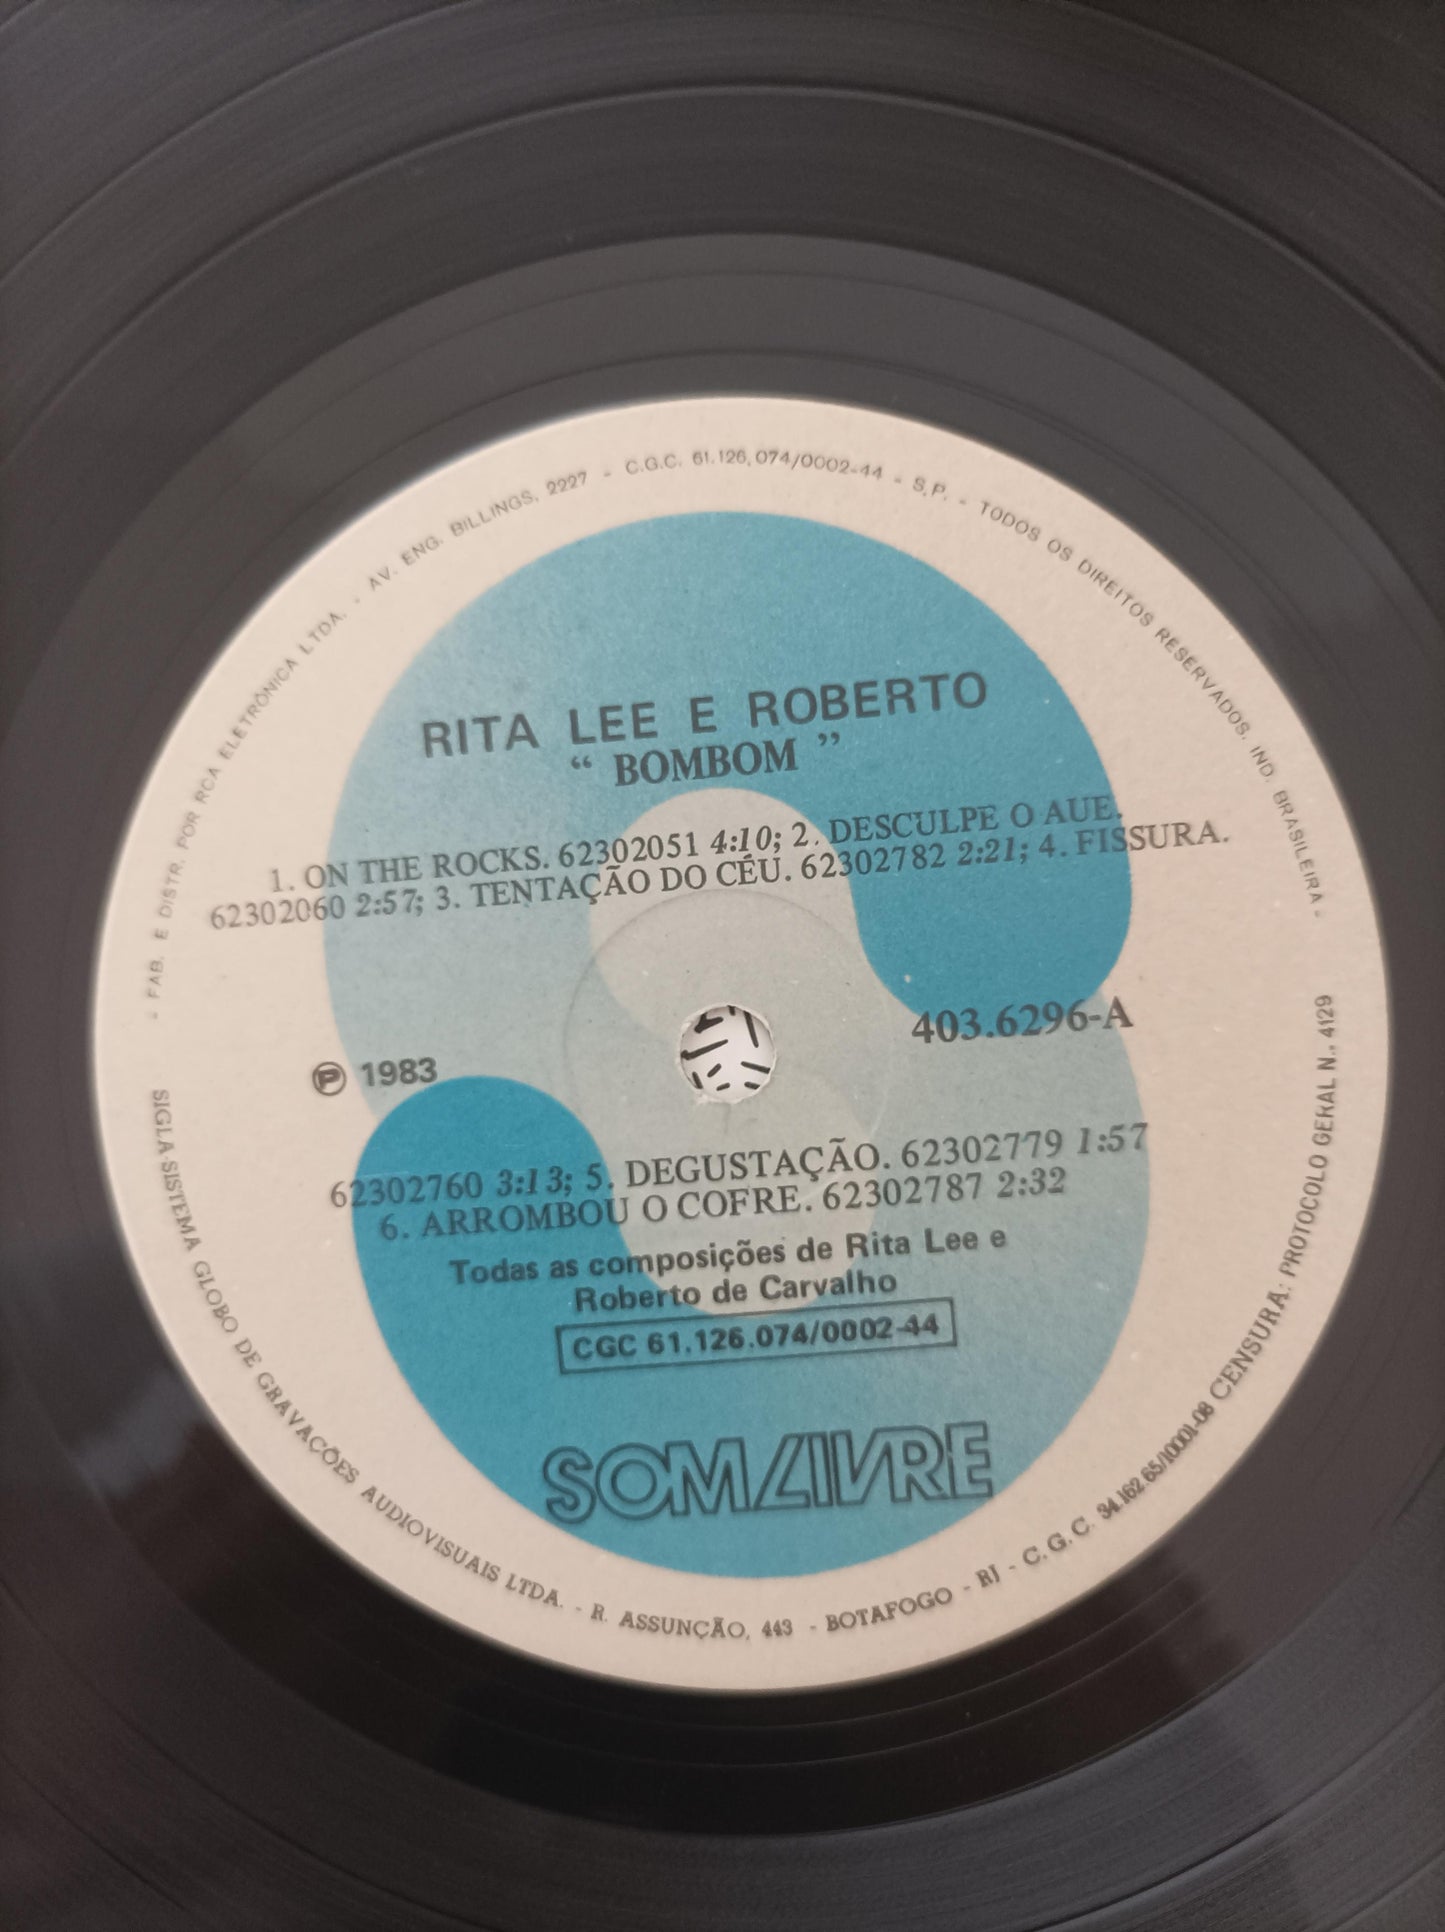 FAB. E DISTR. POR RCA ELETRÔNICA LTDA. - AV. ENG. BILLINGS, 2227 - C.G.C. 61.126.074/0002-44 - S.P. - TODOS OS DIREITOS RESERVADOS. IND. BRASILEIRA -
RITA LEE E ROBERTO
“ BOMBOM ”
1. ON THE ROCKS. 62302051 4:10; 2. DESCULPE O AUE.
62302060 2:57; 3. TENTAÇÃO DO CÉU. 62302782 2:21; 4. FISSURA.
403.6296-A
Ⓟ 1983
62302760 3:13; 5. DEGUSTAÇÃO. 62302779 1:57
6. ARROMBOU O COFRE. 62302787 2:32
Todas as composições de Rita Lee e
Roberto de Carvalho
CGC 61.126.074/0002-44
SOM LIVRE
SIGLA-SISTEMA GLOBO DE GRAVAÇÕES AUDIOVISUAIS LTDA. - R. ASSUNÇÃO, 443 - BOTAFOGO - RJ - C.G.C. 34.162.65/10001-08 CENSURA: PROTOCOLO GERAL N., 4129